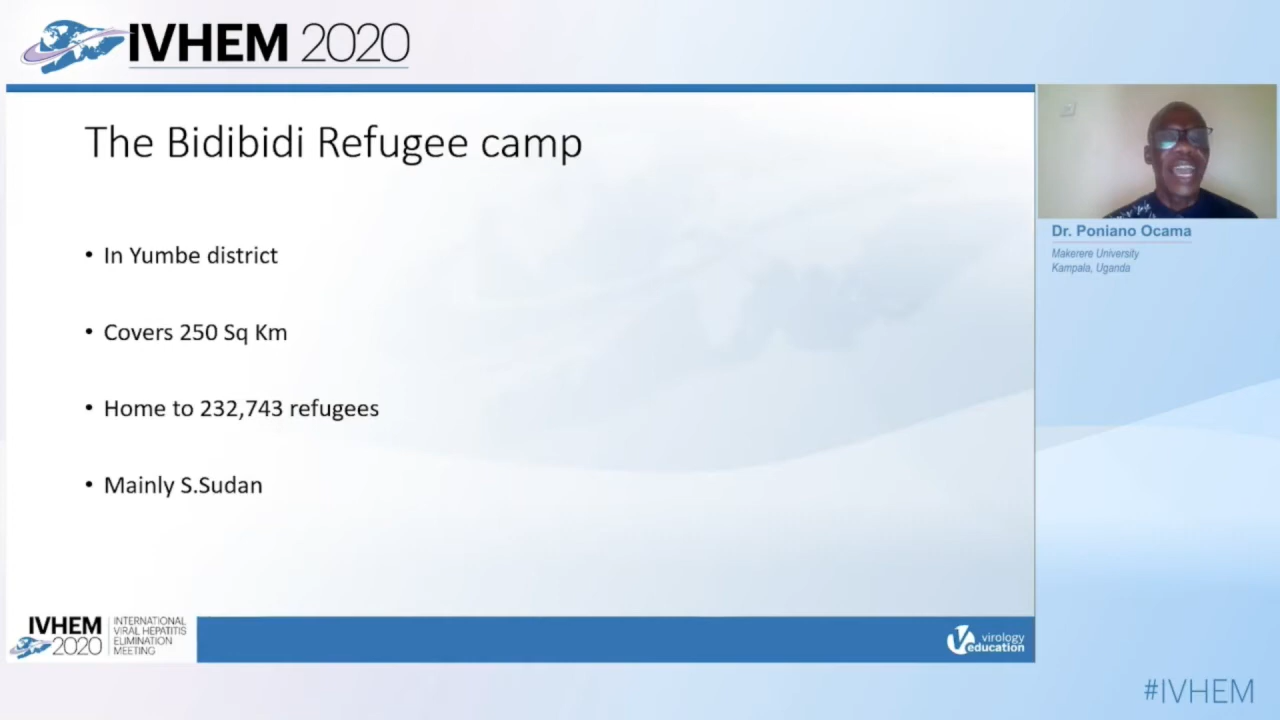 IVHEM 2020
The Bidibidi Refugee camp
• In Yumbe district
• Covers 250 Sq Km
• Home to 232,743 refugees
• Mainly S.Sudan
Dr. Poniano Ocama
Makerere University
Kampala, Uganda
IVHEM
2020
INTERNATIONAL
VIRAL HEPATITIS
ELIMINATION
MEETING
virology
education
#IVHEM